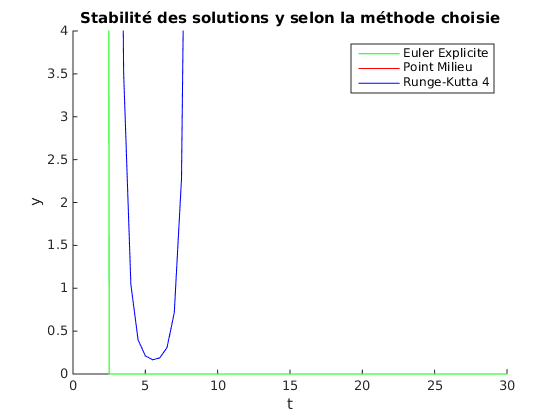 Stabilité des solutions y selon la méthode choisie
Euler Explicite
Point Milieu
Runge-Kutta 4
4
3.5
3
2.5
2
1.5
1
0.5
0
y
0 5 10 15 20 25 30
t